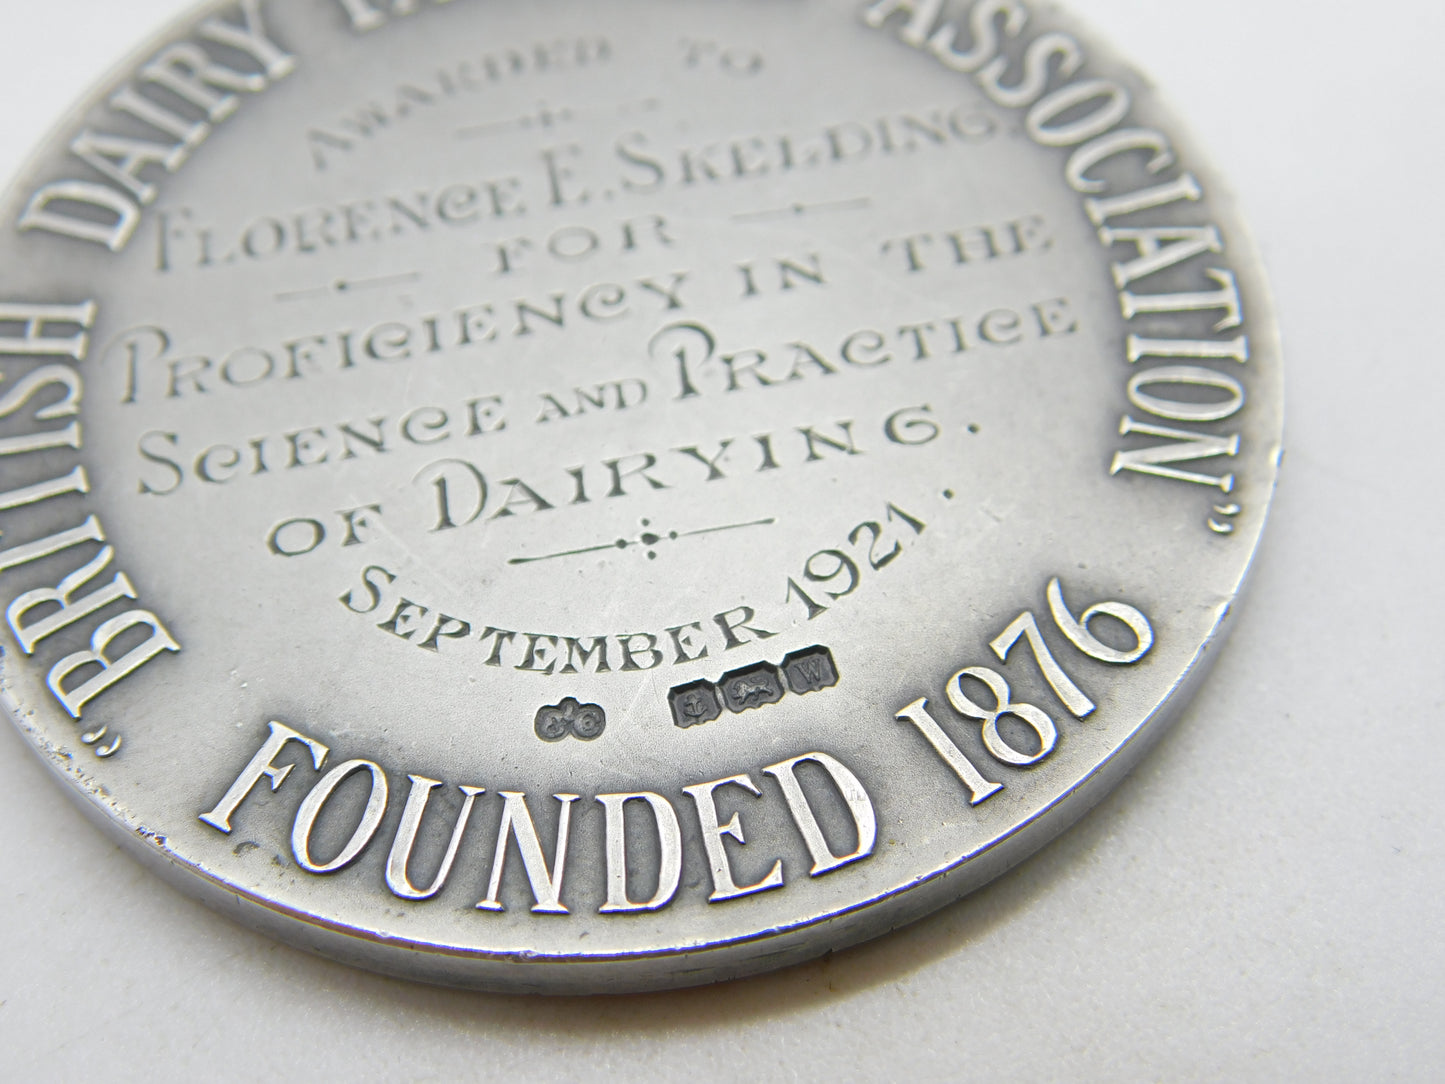 "BRITISH DAIRY ASSOCIATION"
AWARDED TO
FLORENCE E. SKELDING.
FOR
PROFICIENCY IN THE
SCIENCE AND PRACTICE
OF DAIRYING.
SEPTEMBER 1921.
W
FOUNDED 1876